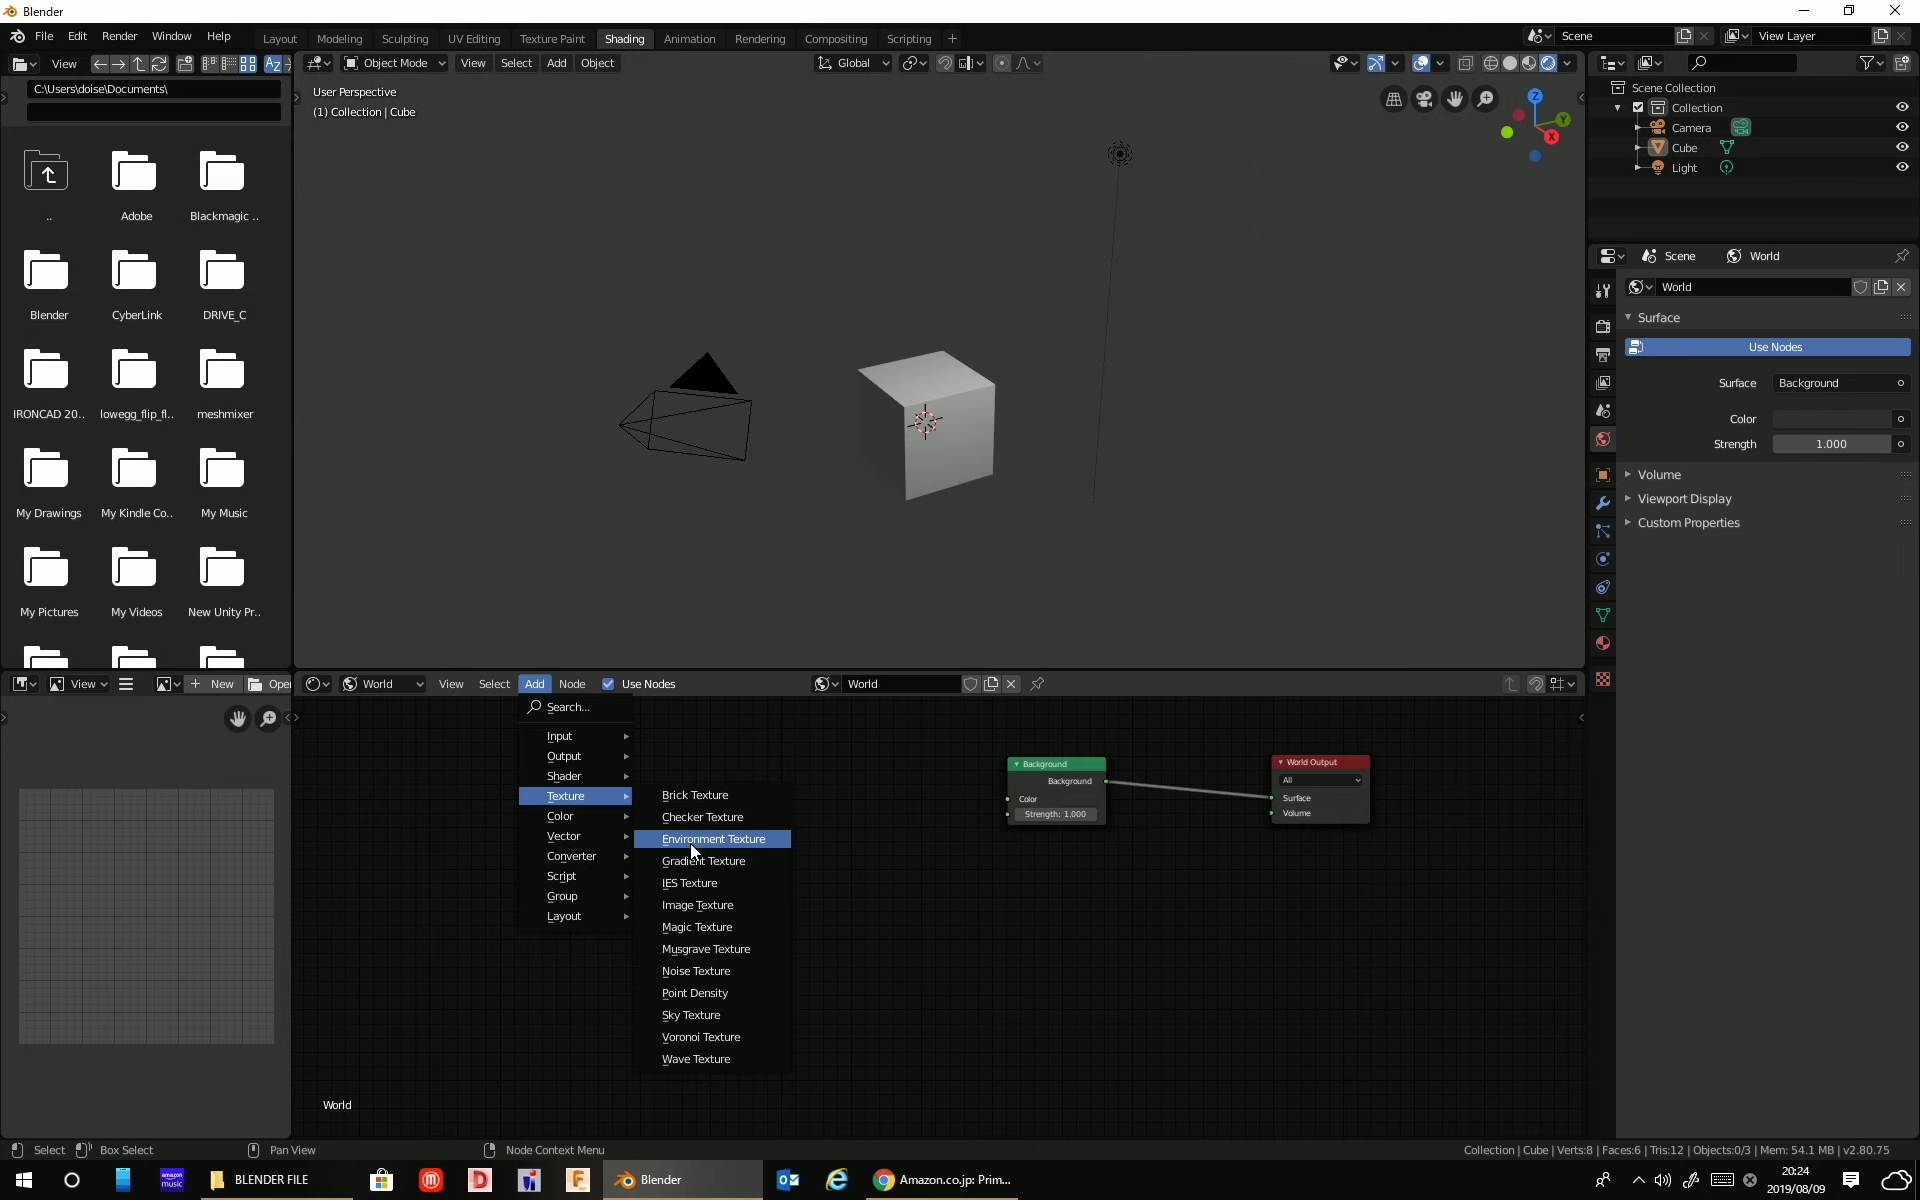 Blender
File Edit Render Window Help
Layout Modeling Sculpting UV Editing Texture Paint Shading Animation Rendering Compositing Scripting
Scene
View Layer
View
C:\Users\doise\Documents\
..
Adobe
Blackmagic ..
Blender
CyberLink
DRIVE_C
IRONCAD 20..
lowegg_flip_fl..
meshmixer
My Drawings
My Kindle Co..
My Music
My Pictures
My Videos
New Unity Pr..
Object Mode View Select Add Object
Global
User Perspective
(1) Collection | Cube
Z
Y
X
Scene Collection
Collection
Camera
Cube
Light
Scene World
World
Surface
Use Nodes
Surface Background
Color
Strength 1.000
Volume
Viewport Display
Custom Properties
View
New
Open
World
View Select Add Node Use Nodes
World
Search...
Input
Output
Shader
Texture
Color
Vector
Converter
Script
Group
Layout
Brick Texture
Checker Texture
Environment Texture
Gradient Texture
IES Texture
Image Texture
Magic Texture
Musgrave Texture
Noise Texture
Point Density
Sky Texture
Voronoi Texture
Wave Texture
Background
Background
Color
Strength: 1.000
World Output
All
Surface
Volume
World
Select Box Select Pan View Node Context Menu
Collection | Cube | Verts:8 | Faces:6 | Tris:12 | Objects:0/3 | Mem: 54.1 MB | v2.80.75
amazon music
BLENDER FILE
Blender
Amazon.co.jp: Prim...
20:24
2019/08/09